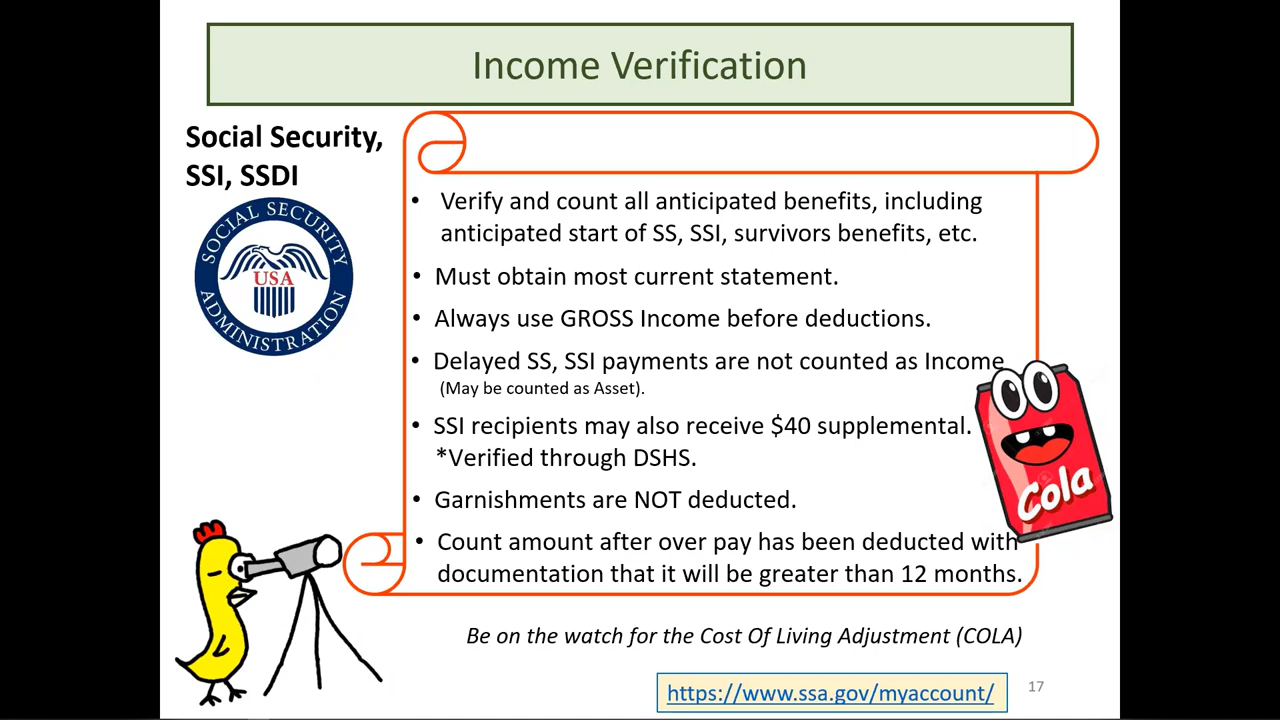 Income Verification
Social Security,
SSI, SSDI
SOCIAL SECURITY
USA
ADMINISTRATION
• Verify and count all anticipated benefits, including
anticipated start of SS, SSI, survivors benefits, etc.
• Must obtain most current statement.
• Always use GROSS Income before deductions.
• Delayed SS, SSI payments are not counted as Income
(May be counted as Asset).
• SSI recipients may also receive $40 supplemental.
*Verified through DSHS.
• Garnishments are NOT deducted.
• Count amount after over pay has been deducted with
documentation that it will be greater than 12 months.
Cola
Be on the watch for the Cost Of Living Adjustment (COLA)
https://www.ssa.gov/myaccount/
17